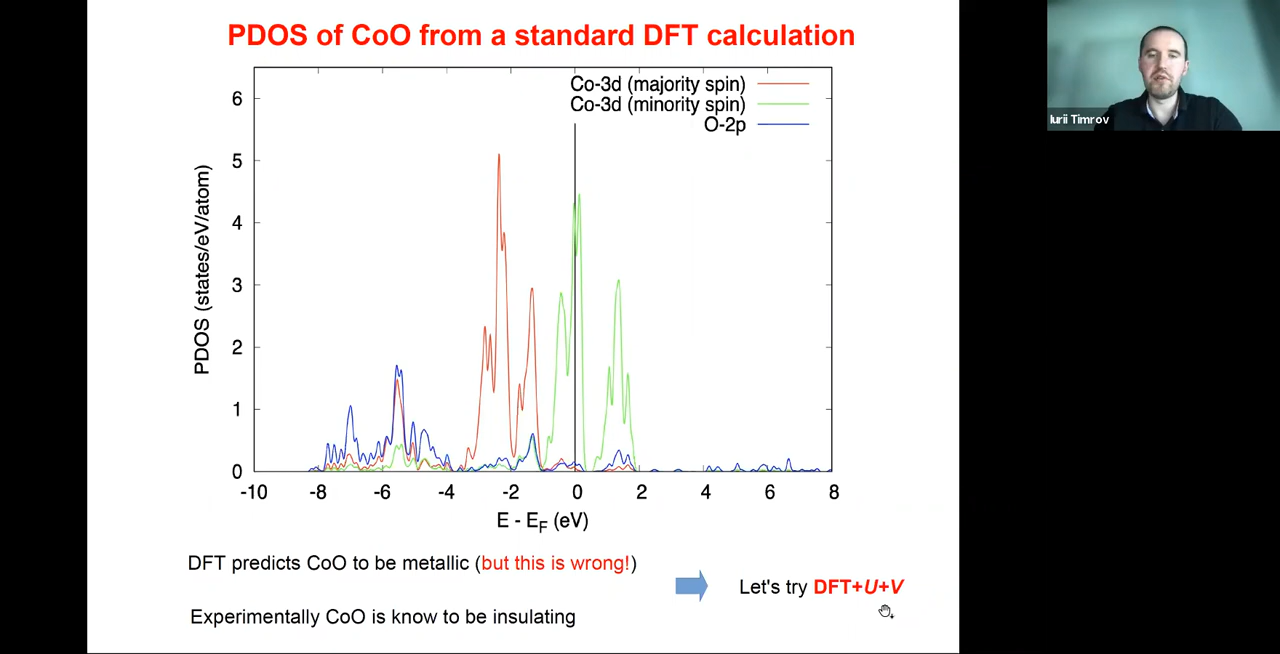 PDOS of CoO from a standard DFT calculation
Co-3d (majority spin)
Co-3d (minority spin)
O-2p
Iurii Timrov
PDOS (states/eV/atom)
6
5
4
3
2
1
0
-10 -8 -6 -4 -2 0 2 4 6 8
E - EF (eV)
DFT predicts CoO to be metallic (but this is wrong!)
Let's try DFT+U+V
Experimentally CoO is know to be insulating